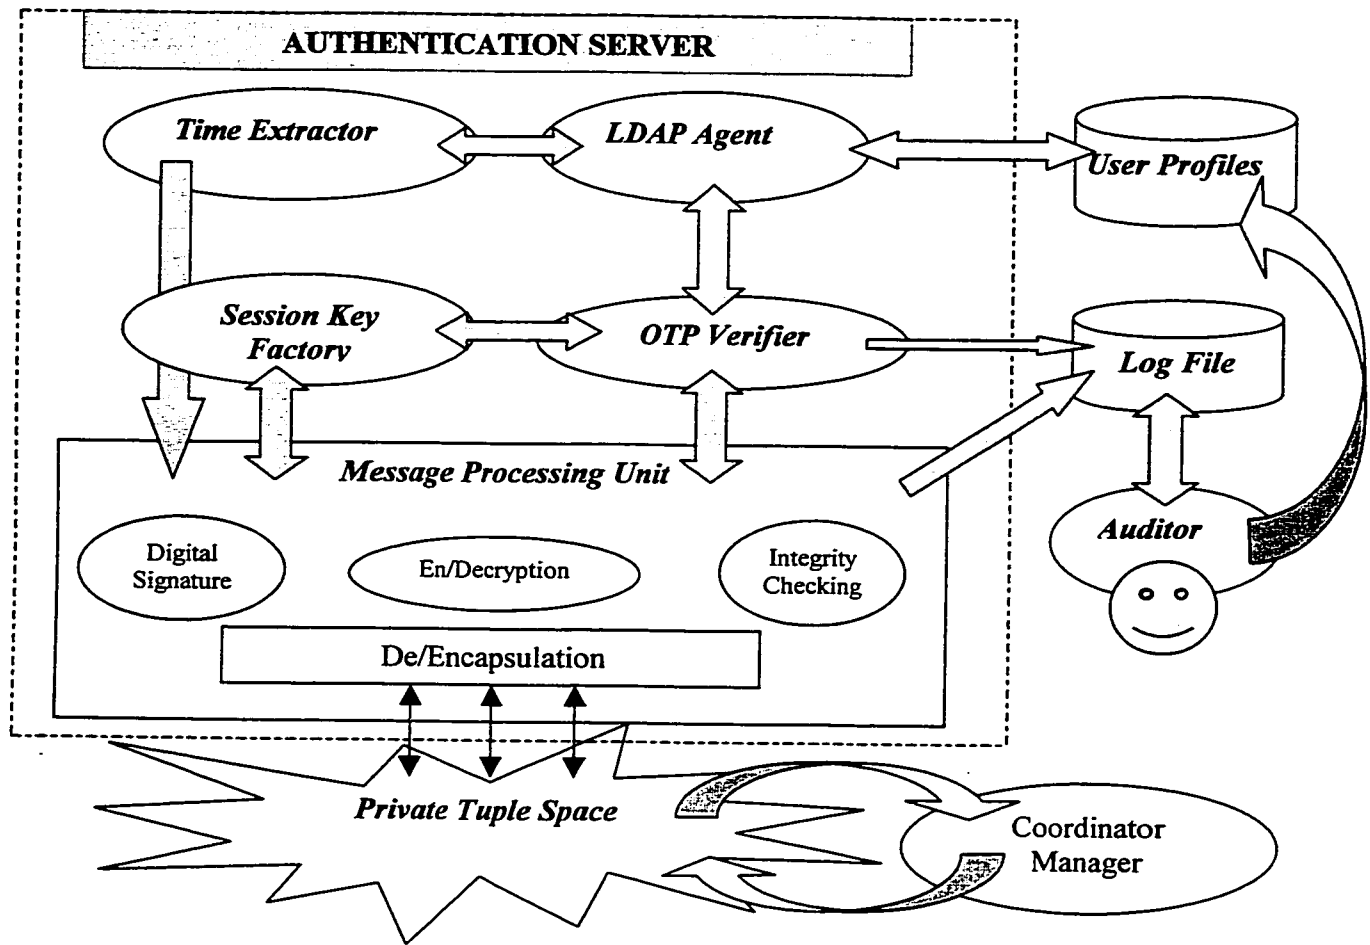 AUTHENTICATION SERVER
Time Extractor
LDAP Agent
User Profiles
Session Key
Factory
OTP Verifier
Log File
Message Processing Unit
Auditor
Digital
Signature
En/Decryption
Integrity
Checking
De/Encapsulation
Private Tuple Space
Coordinator
Manager